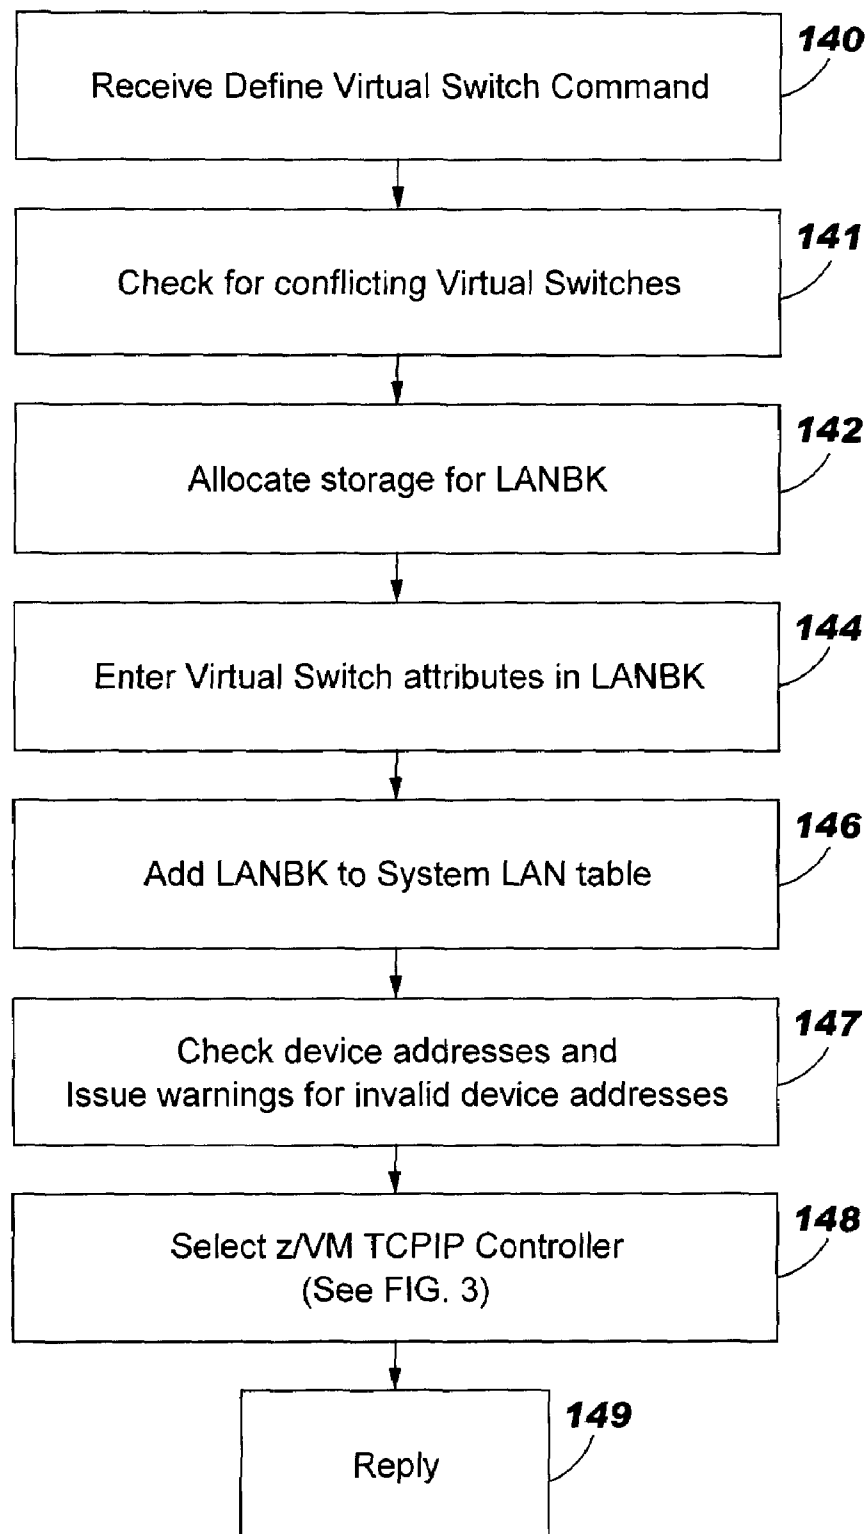 140
Receive Define Virtual Switch Command
141
Check for conflicting Virtual Switches
142
Allocate storage for LANBK
144
Enter Virtual Switch attributes in LANBK
146
Add LANBK to System LAN table
147
Check device addresses and
Issue warnings for invalid device addresses
148
Select z/VM TCPIP Controller
(See FIG. 3)
149
Reply